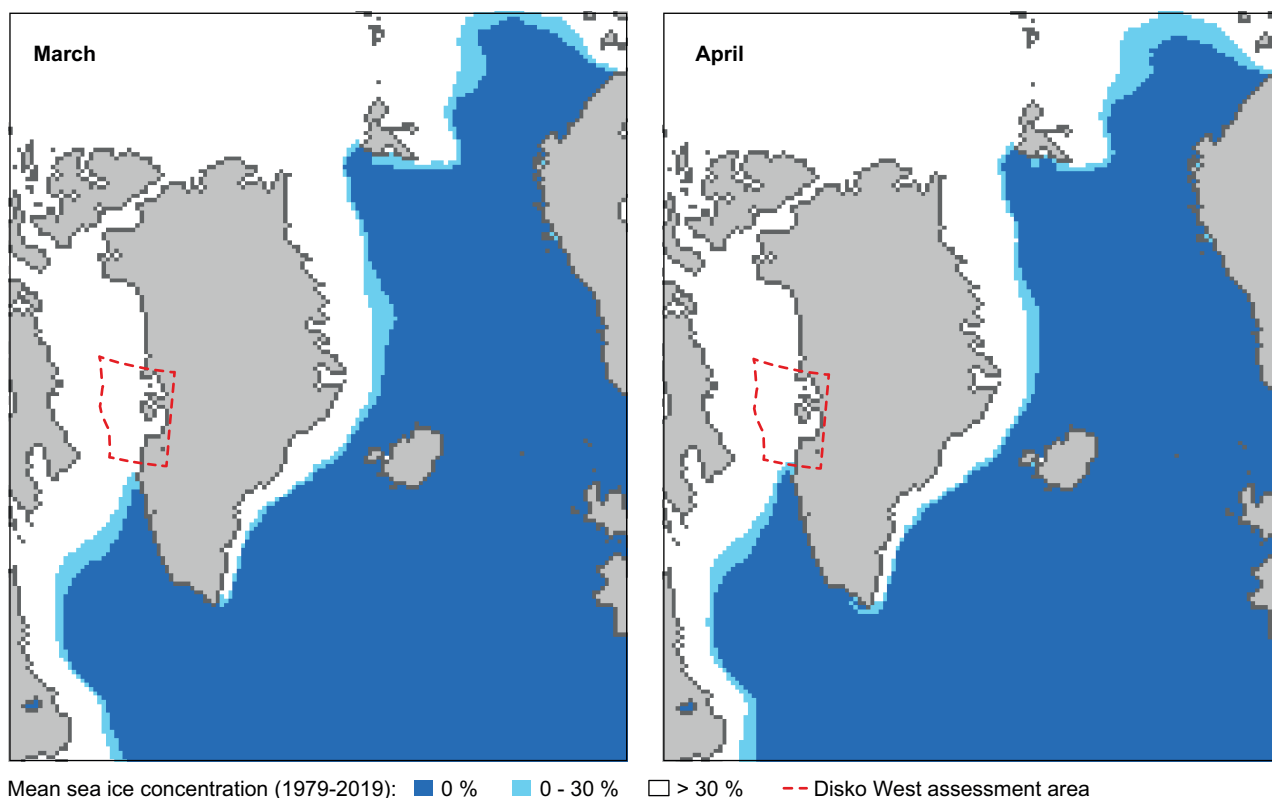 March
April
Mean sea ice concentration (1979-2019): 0 % 0 - 30 % > 30 % Disko West assessment area